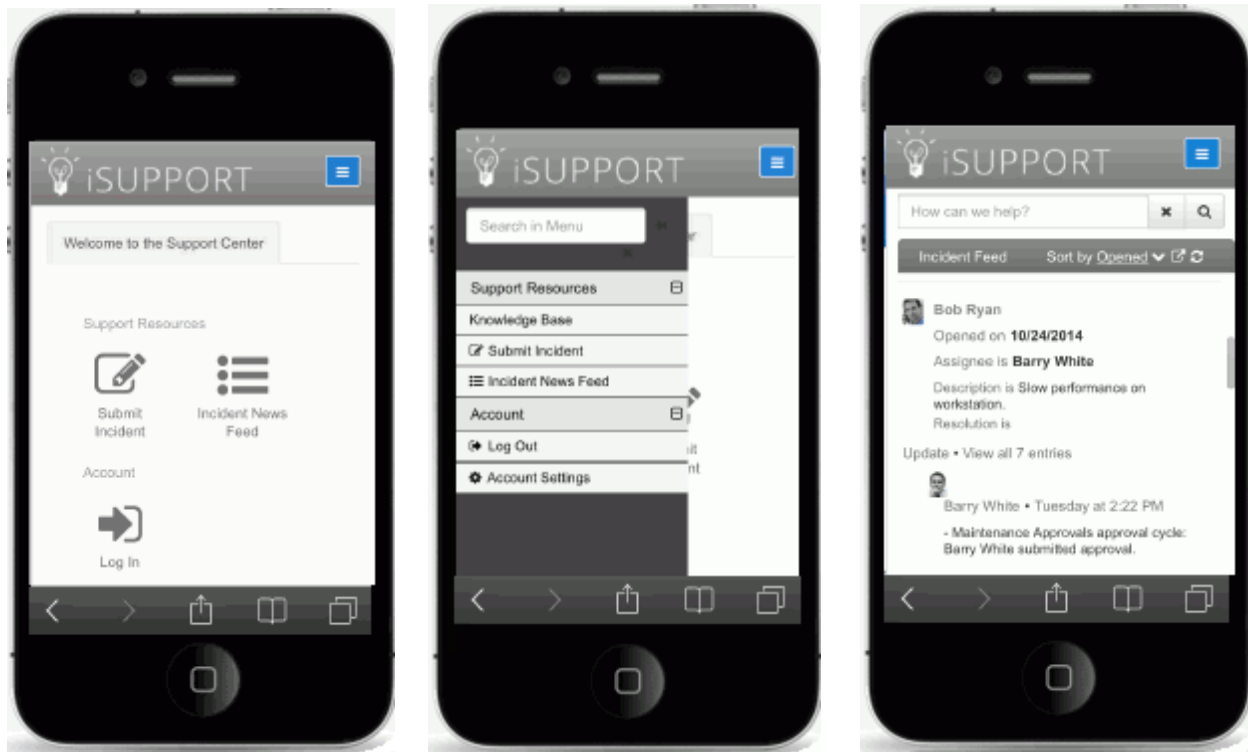 iSUPPORT
Welcome to the Support Center
Support Resources
Submit
Incident
Incident News
Feed
Account
Log In
iSUPPORT
Search in Menu
Support Resources
Knowledge Base
Submit Incident
Incident News Feed
Account
Log Out
Account Settings
er
it
nt
iSUPPORT
How can we help?
Incident Feed Sort by Opened
Bob Ryan
Opened on 10/24/2014
Assignee is Barry White
Description is Slow performance on
workstation.
Resolution is
Update • View all 7 entries
Barry White • Tuesday at 2:22 PM
- Maintenance Approvals approval cycle:
Barry White submitted approval.